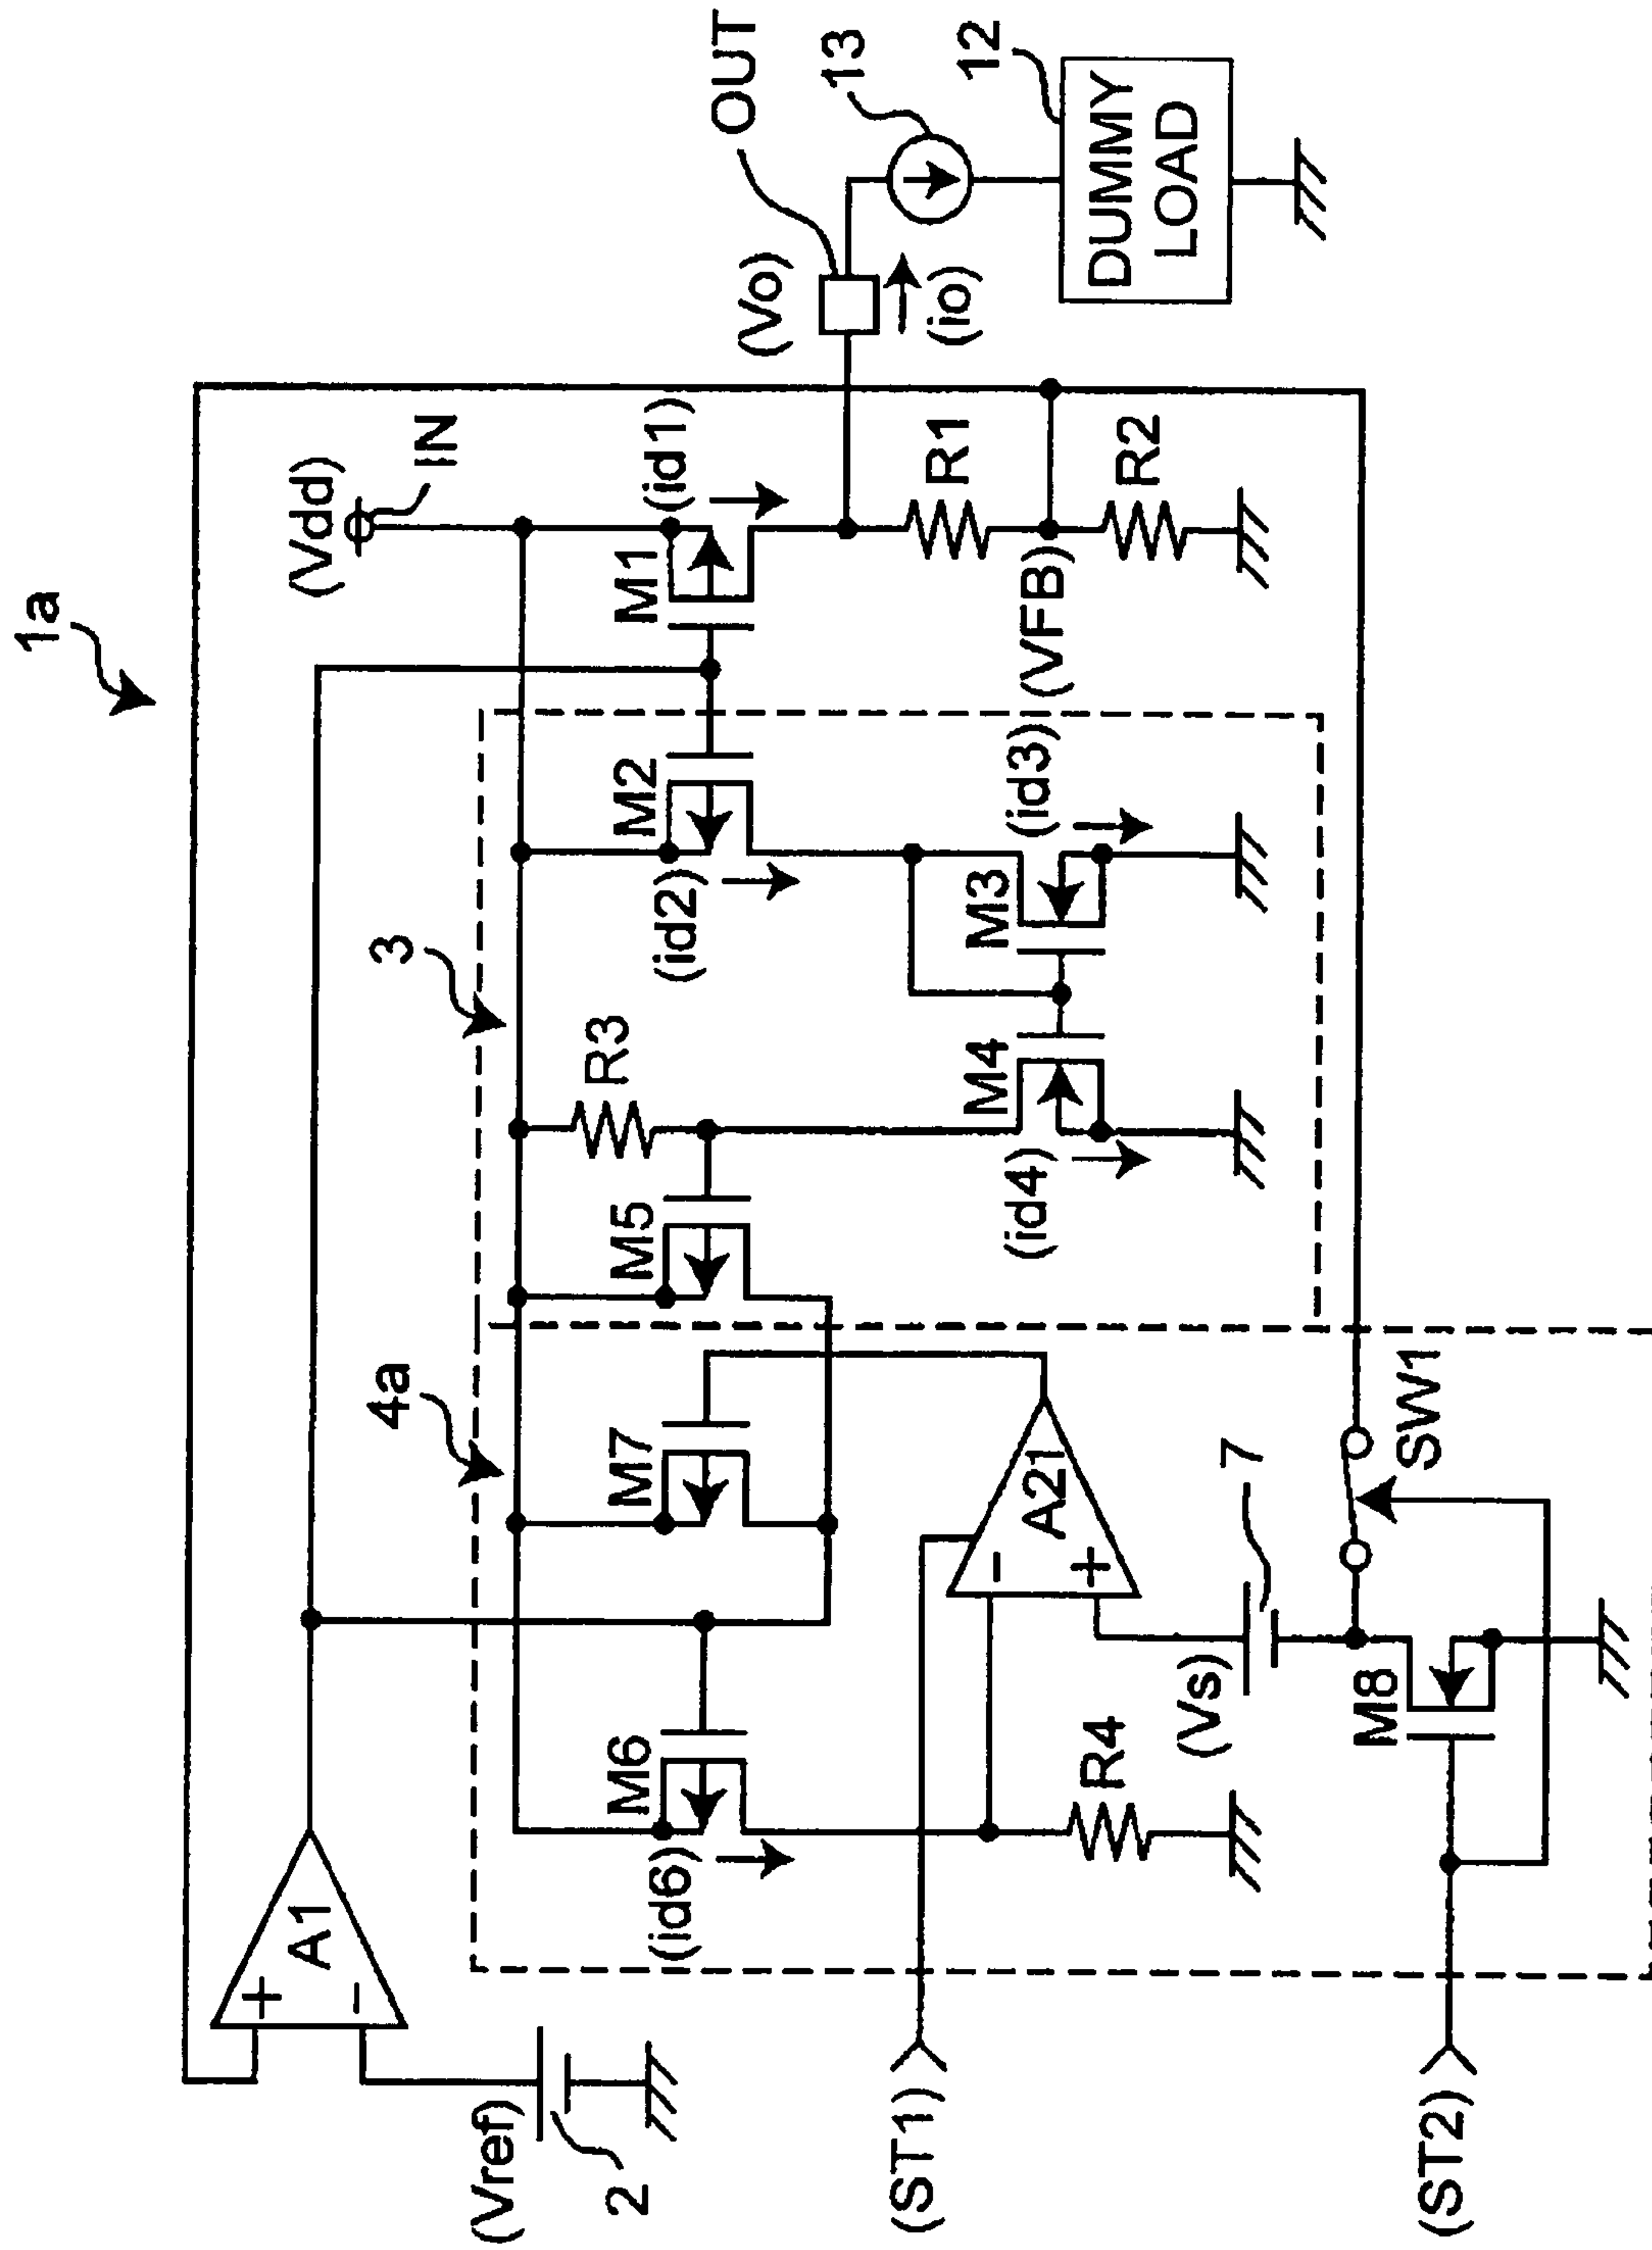 1a
(Vdd)
IN
A1
+
-
(Vref)
2
4a
3
M6
(id6)
M7
M5
R3
M2
(id2)
M1
(id1)
(Vo)
OUT
13
(io)
12
DUMMY
LOAD
(ST1)
A21
-
+
M4
(id4)
M3
(id3)
(VFB)
R1
R2
R4
(Vs)
7
SW1
M8
(ST2)